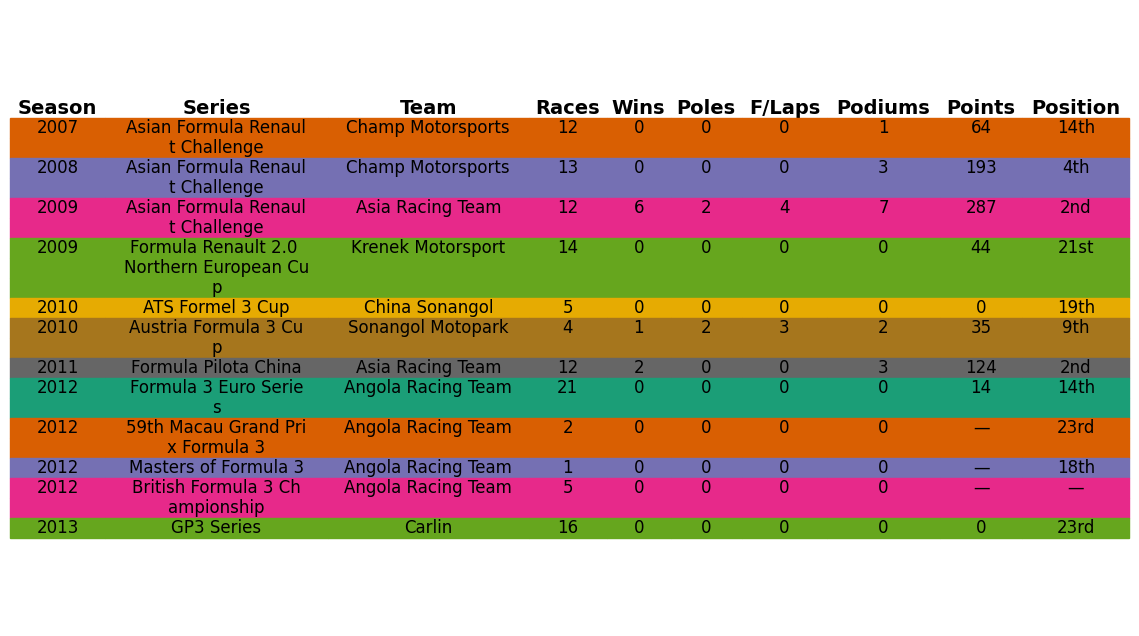 Season Series Team Races Wins Poles F/Laps Podiums Points Position
2007 Asian Formula Renaul Champ Motorsports 12 0 0 0 1 64 14th
t Challenge
2008 Asian Formula Renaul Champ Motorsports 13 0 0 0 3 193 4th
t Challenge
2009 Asian Formula Renaul Asia Racing Team 12 6 2 4 7 287 2nd
t Challenge
2009 Formula Renault 2.0 Krenek Motorsport 14 0 0 0 0 44 21st
Northern European Cu
p
2010 ATS Formel 3 Cup China Sonangol 5 0 0 0 0 0 19th
2010 Austria Formula 3 Cu Sonangol Motopark 4 1 2 3 2 35 9th
p
2011 Formula Pilota China Asia Racing Team 12 2 0 0 3 124 2nd
2012 Formula 3 Euro Serie Angola Racing Team 21 0 0 0 0 14 14th
s
2012 59th Macau Grand Pri Angola Racing Team 2 0 0 0 0 — 23rd
x Formula 3
2012 Masters of Formula 3 Angola Racing Team 1 0 0 0 0 — 18th
2012 British Formula 3 Ch Angola Racing Team 5 0 0 0 0 — —
ampionship
2013 GP3 Series Carlin 16 0 0 0 0 0 23rd